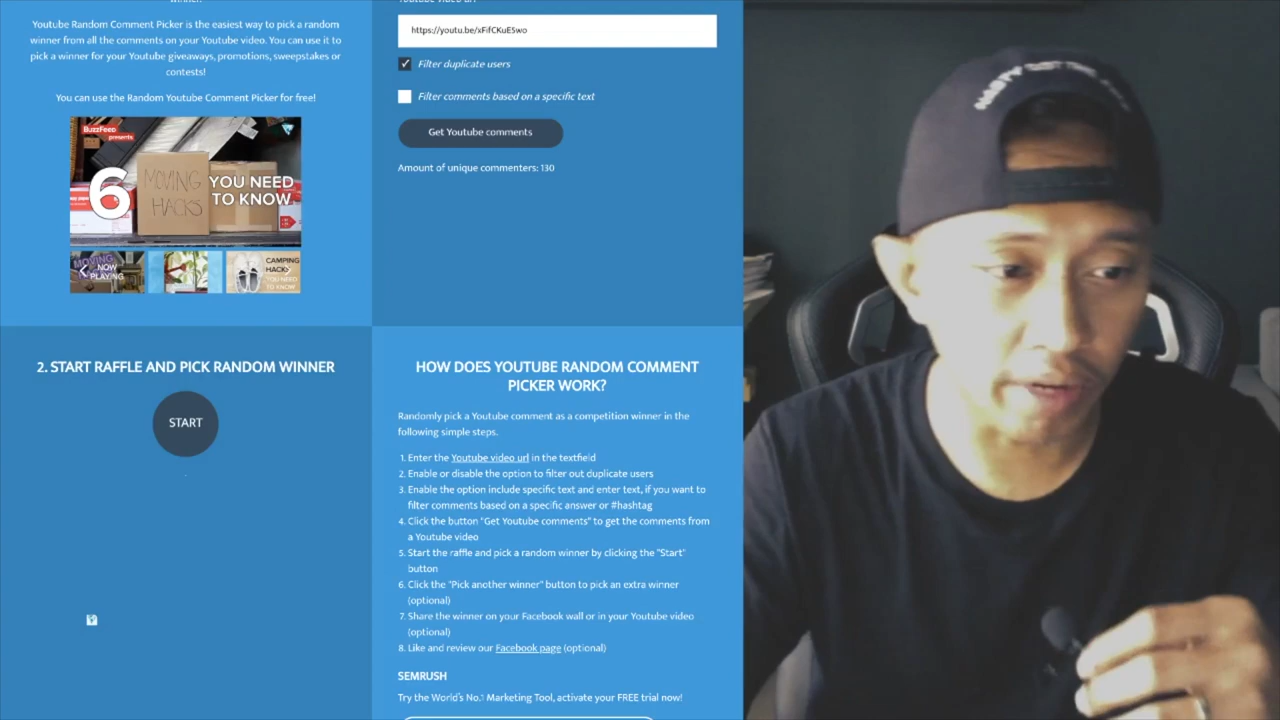 winner.
Youtube Random Comment Picker is the easiest way to pick a random
winner from all the comments on your Youtube video. You can use it to
pick a winner for your Youtube giveaways, promotions, sweepstakes or
contests!
You can use the Random Youtube Comment Picker for free!
BuzzFeed
presents
6
MOVING
HACKS
YOU NEED
TO KNOW
MOVING
NOW
PLAYING
CAMPING
HACKS
YOU NEED
TO KNOW
Youtube video url
https://youtu.be/xFifCKuE5wo
Filter duplicate users
Filter comments based on a specific text
Get Youtube comments
Amount of unique commenters: 130
2. START RAFFLE AND PICK RANDOM WINNER
START
HOW DOES YOUTUBE RANDOM COMMENT
PICKER WORK?
Randomly pick a Youtube comment as a competition winner in the
following simple steps.
1. Enter the Youtube video url in the textfield
2. Enable or disable the option to filter out duplicate users
3. Enable the option include specific text and enter text, if you want to
filter comments based on a specific answer or #hashtag
4. Click the button "Get Youtube comments" to get the comments from
a Youtube video
5. Start the raffle and pick a random winner by clicking the "Start"
button
6. Click the "Pick another winner" button to pick an extra winner
(optional)
7. Share the winner on your Facebook wall or in your Youtube video
(optional)
8. Like and review our Facebook page (optional)
SEMRUSH
Try the World's No.1 Marketing Tool, activate your FREE trial now!